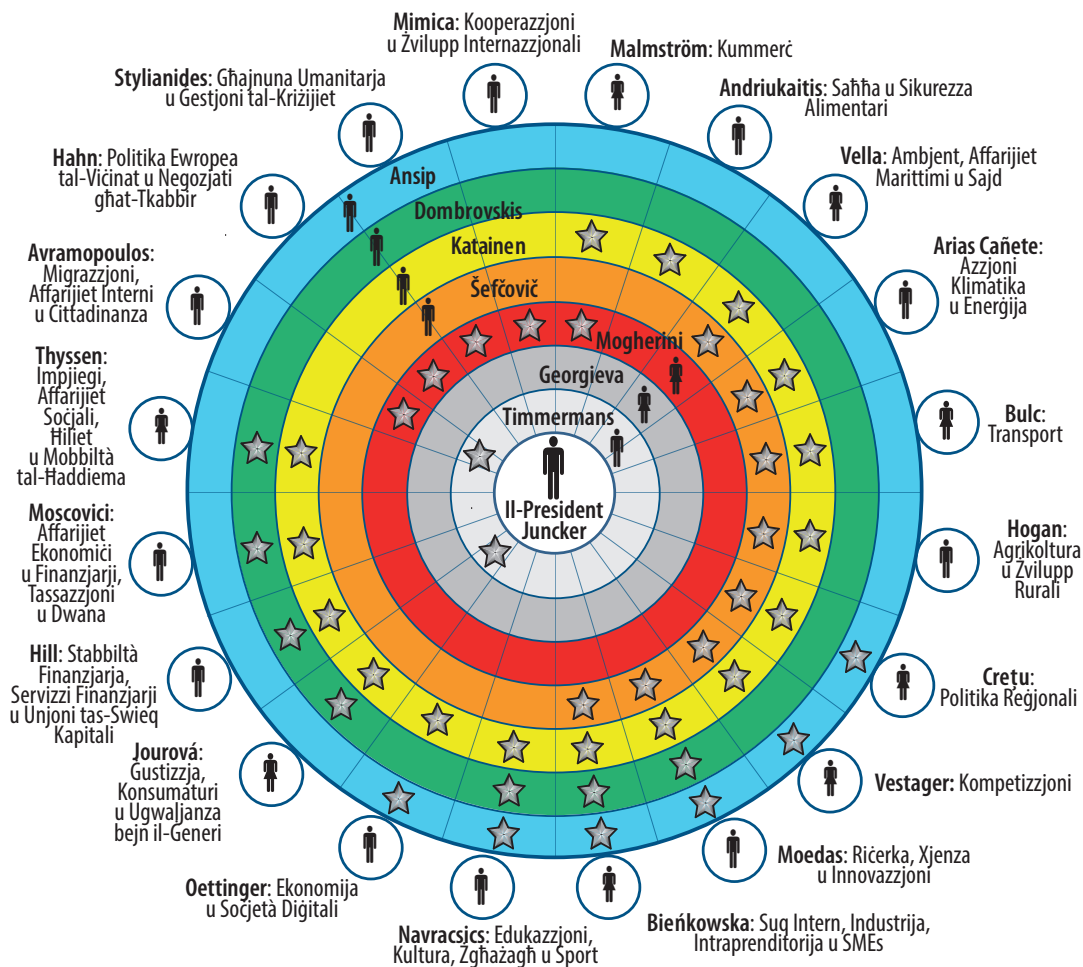 Mimica: Kooperazzjoni
u Żvilupp Internazzjonali
Malmström: Kummerċ
Stylianides: Għajnuna Umanitarja
u Gestjoni tal-Kriżijiet
Andriukaitis: Saħħa u Sikurezza
Alimentari
Hahn: Politika Ewropea
tal-Viċinat u Negozjati
għat-Tkabbir
Vella: Ambjent, Affarijiet
Marittimi u Sajd
Avramopoulos:
Migrazzjoni,
Affarijiet Interni
u Ċittadinanza
Arias Cañete:
Azzjoni
Klimatika
u Enerġija
Thyssen:
Impjiegi,
Affarijiet
Soċjali,
Ħiliet
u Mobbiltà
tal-Ħaddiema
Bulc:
Transport
Moscovici:
Affarijiet
Ekonomiċi
u Finanzjarji,
Tassazzjoni
u Dwana
Hogan:
Agrikoltura
u Żvilupp
Rurali
Hill: Stabbiltà
Finanzjarja,
Servizzi Finanzjarji
u Unjoni tas-Swieq
Kapitali
Crețu:
Politika Reġjonali
Jourová:
Ġustizzja,
Konsumaturi
u Ugwaljanza
bejn il-Ġeneri
Vestager: Kompetizzjoni
Oettinger: Ekonomija
u Soċjetà Diġitali
Moedas: Riċerka, Xjenza
u Innovazzjoni
Navracsics: Edukazzjoni,
Kultura, Żgħażagħ u Sport
Bieńkowska: Suq Intern, Industrija,
Intraprenditorija u SMEs
Ansip
Dombrovskis
Katainen
Šefčovič
Mogherini
Georgieva
Timmermans
Il-President
Juncker